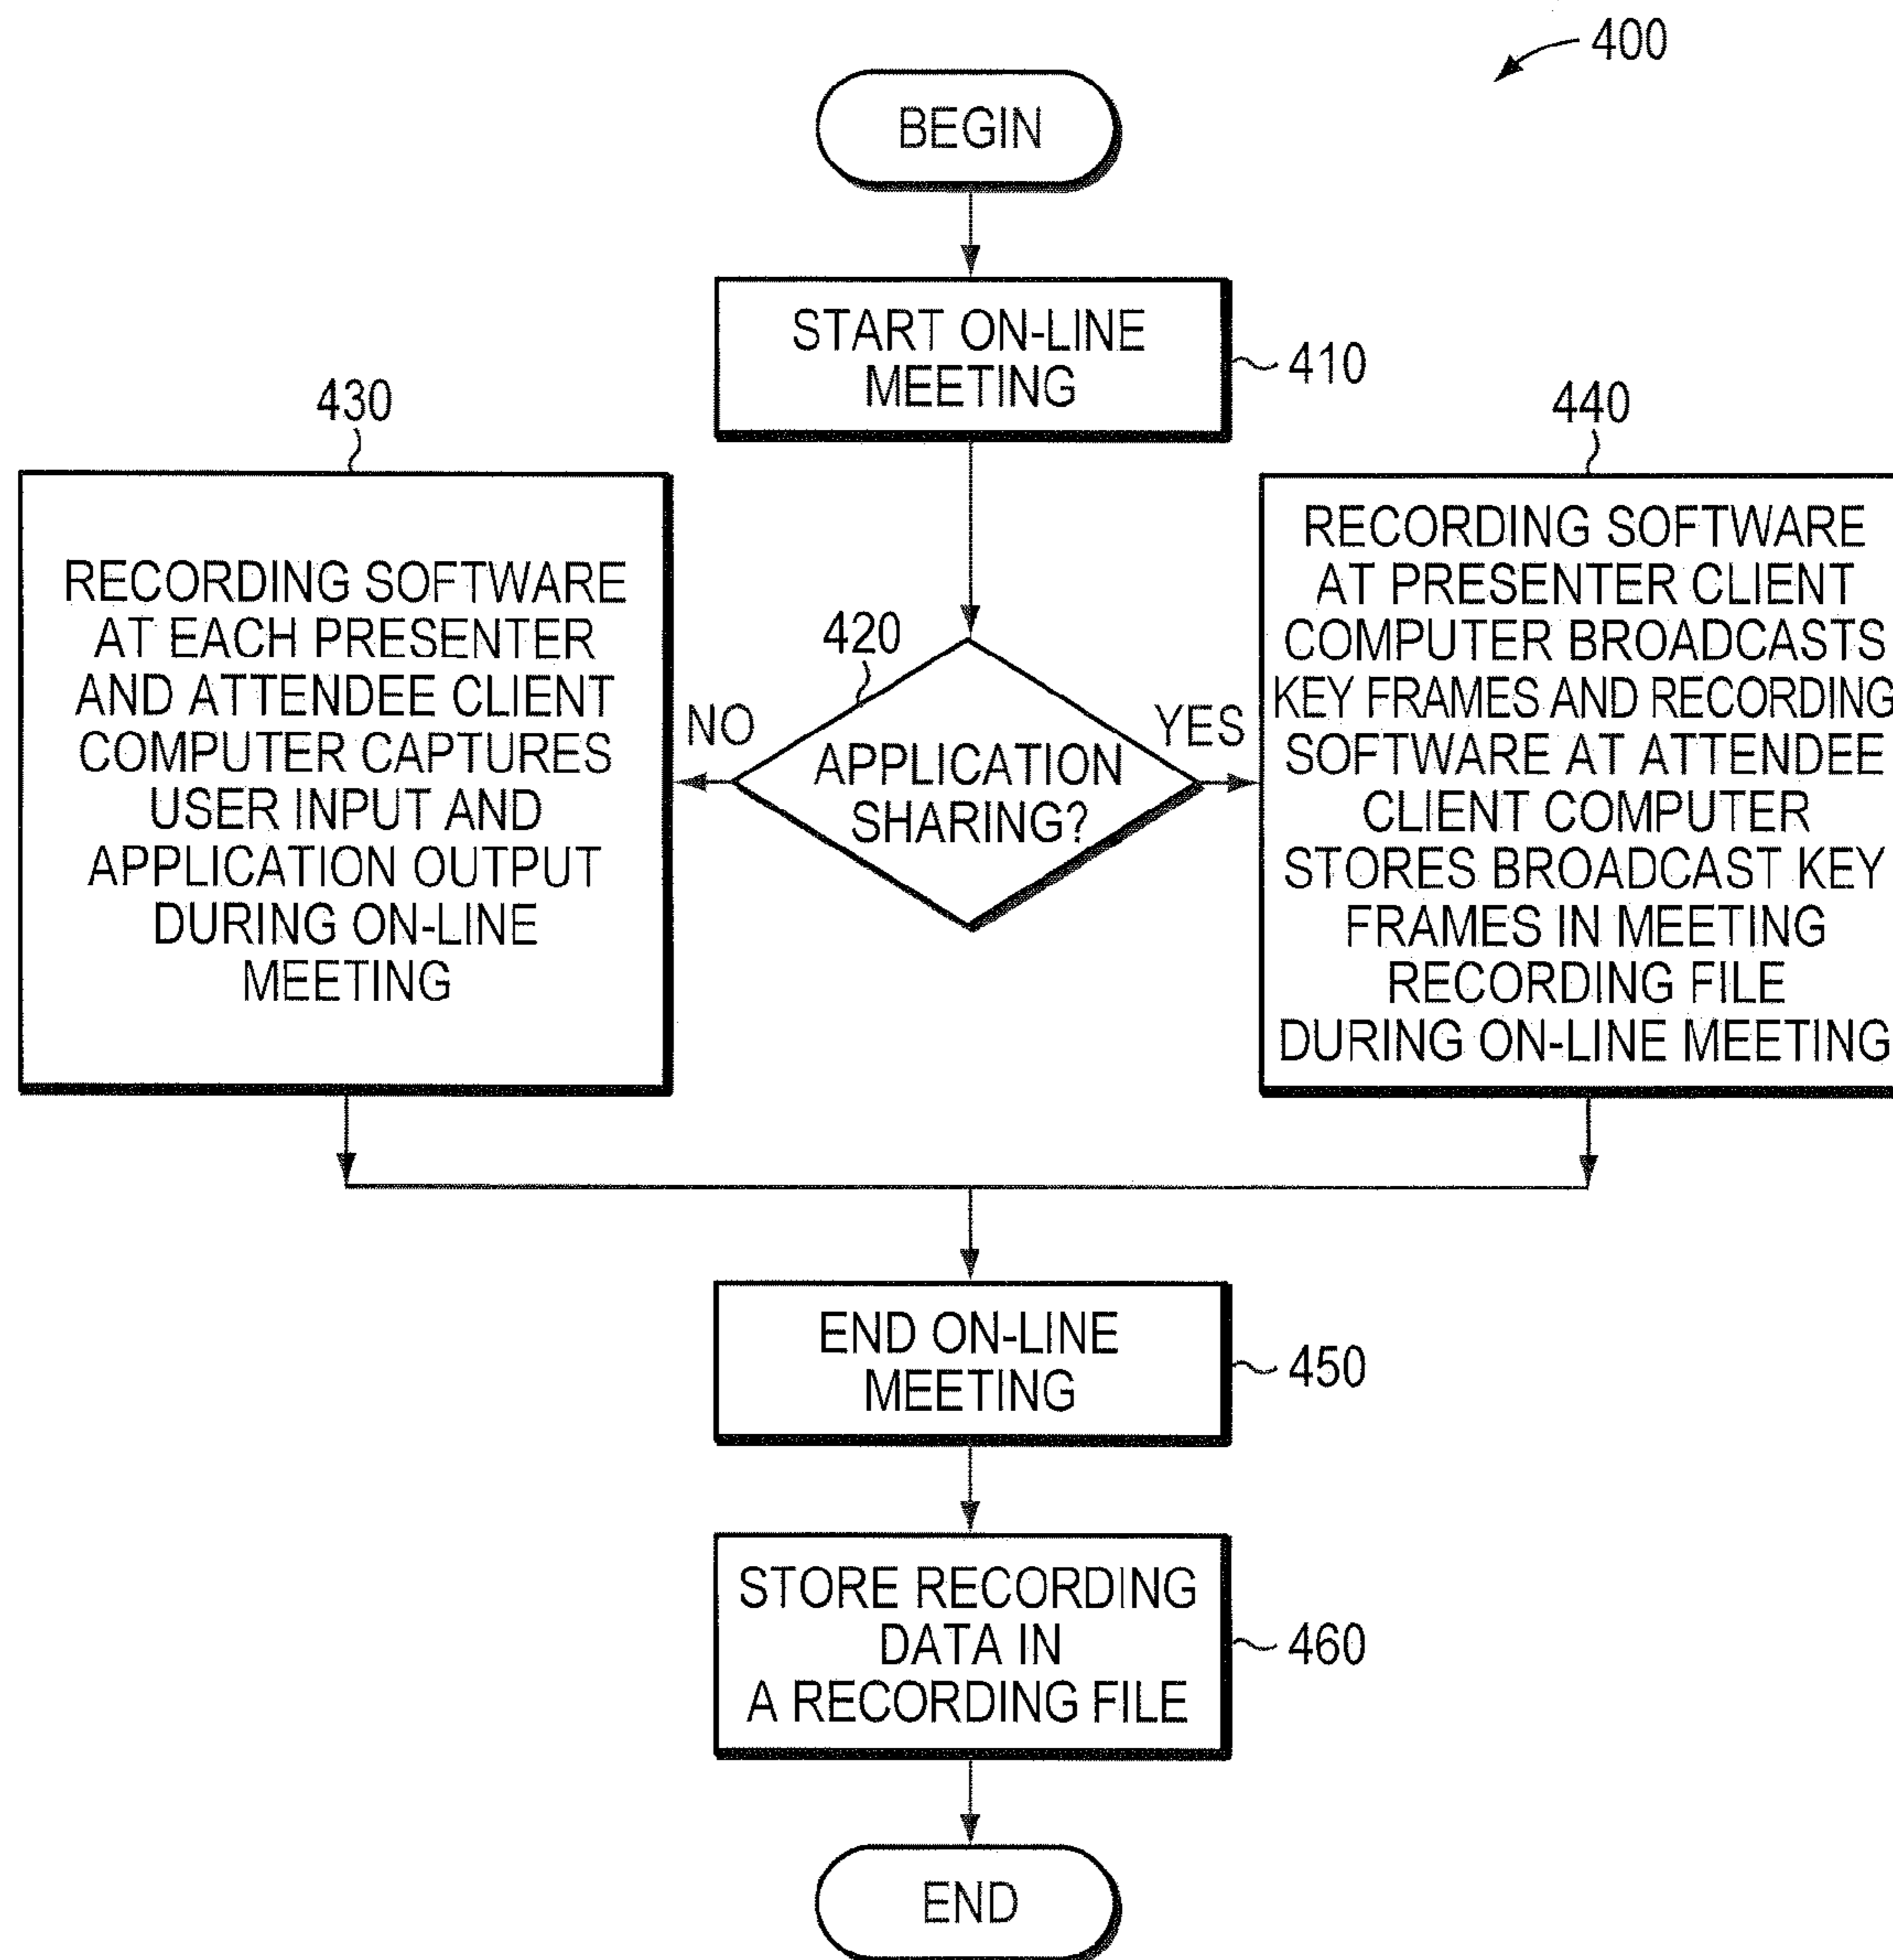 400
BEGIN
START ON-LINE
MEETING
410
430
RECORDING SOFTWARE
AT EACH PRESENTER
AND ATTENDEE CLIENT
COMPUTER CAPTURES
USER INPUT AND
APPLICATION OUTPUT
DURING ON-LINE
MEETING
420
NO
APPLICATION
SHARING?
YES
440
RECORDING SOFTWARE
AT PRESENTER CLIENT
COMPUTER BROADCASTS
KEY FRAMES AND RECORDING
SOFTWARE AT ATTENDEE
CLIENT COMPUTER
STORES BROADCAST KEY
FRAMES IN MEETING
RECORDING FILE
DURING ON-LINE MEETING
END ON-LINE
MEETING
450
STORE RECORDING
DATA IN
A RECORDING FILE
460
END